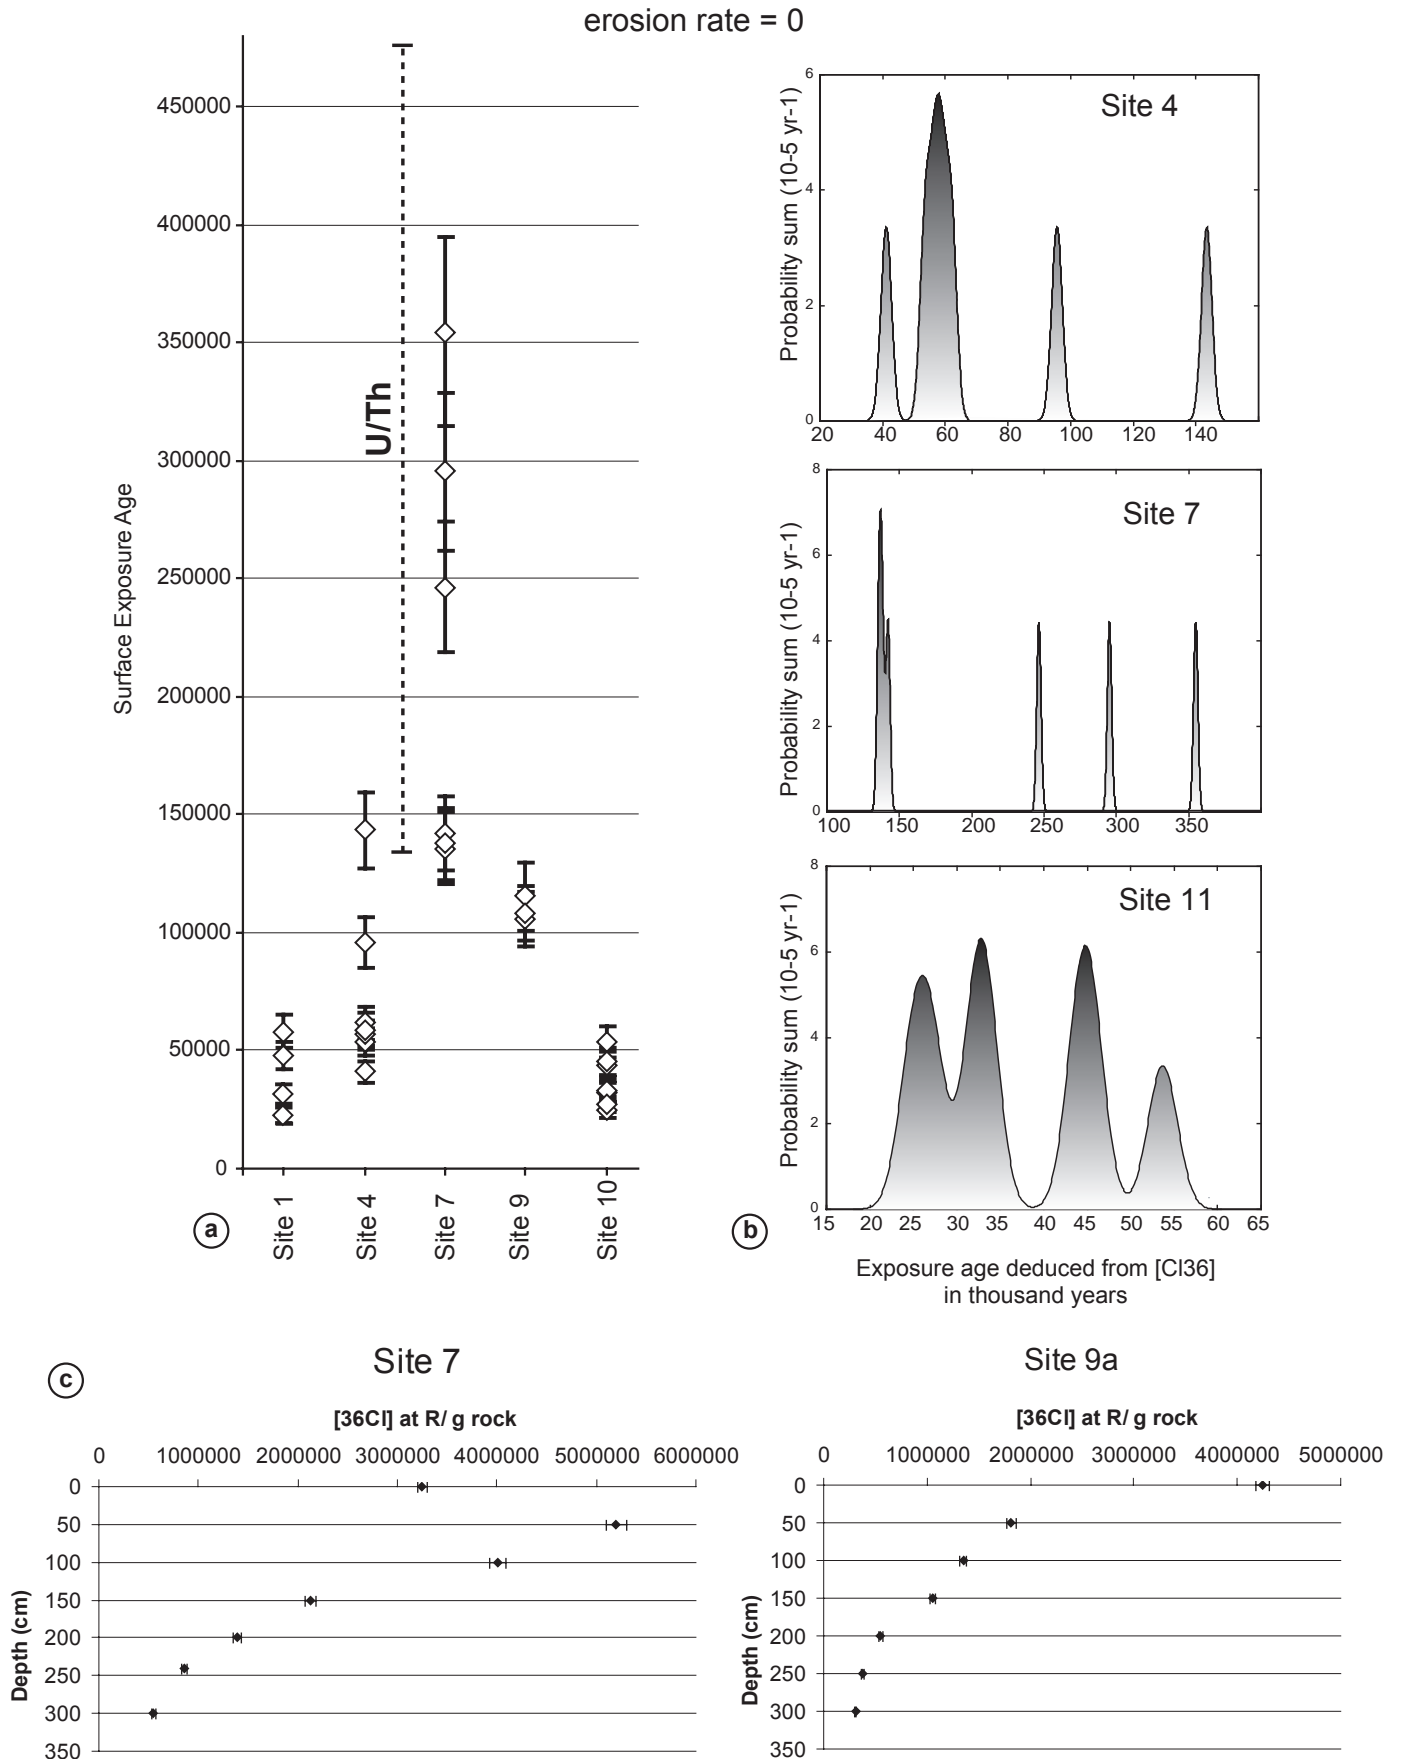 erosion rate = 0
450000
400000
350000
300000
250000
200000
150000
100000
50000
0
Surface Exposure Age
U/Th
Site 1
Site 4
Site 7
Site 9
Site 10
a
Site 4
Probability sum (10-5 yr-1)
6
4
2
0
20 40 60 80 100 120 140
Site 7
Probability sum (10-5 yr-1)
8
6
4
2
0
100 150 200 250 300 350
Site 11
Probability sum (10-5 yr-1)
8
6
4
2
0
15 20 25 30 35 40 45 50 55 60 65
b
Exposure age deduced from [Cl36]
in thousand years
c
Site 7
[36Cl] at R/ g rock
0 1000000 2000000 3000000 4000000 5000000 6000000
0
50
100
150
200
250
300
350
Depth (cm)
Site 9a
[36Cl] at R/ g rock
0 1000000 2000000 3000000 4000000 5000000
0
50
100
150
200
250
300
350
Depth (cm)